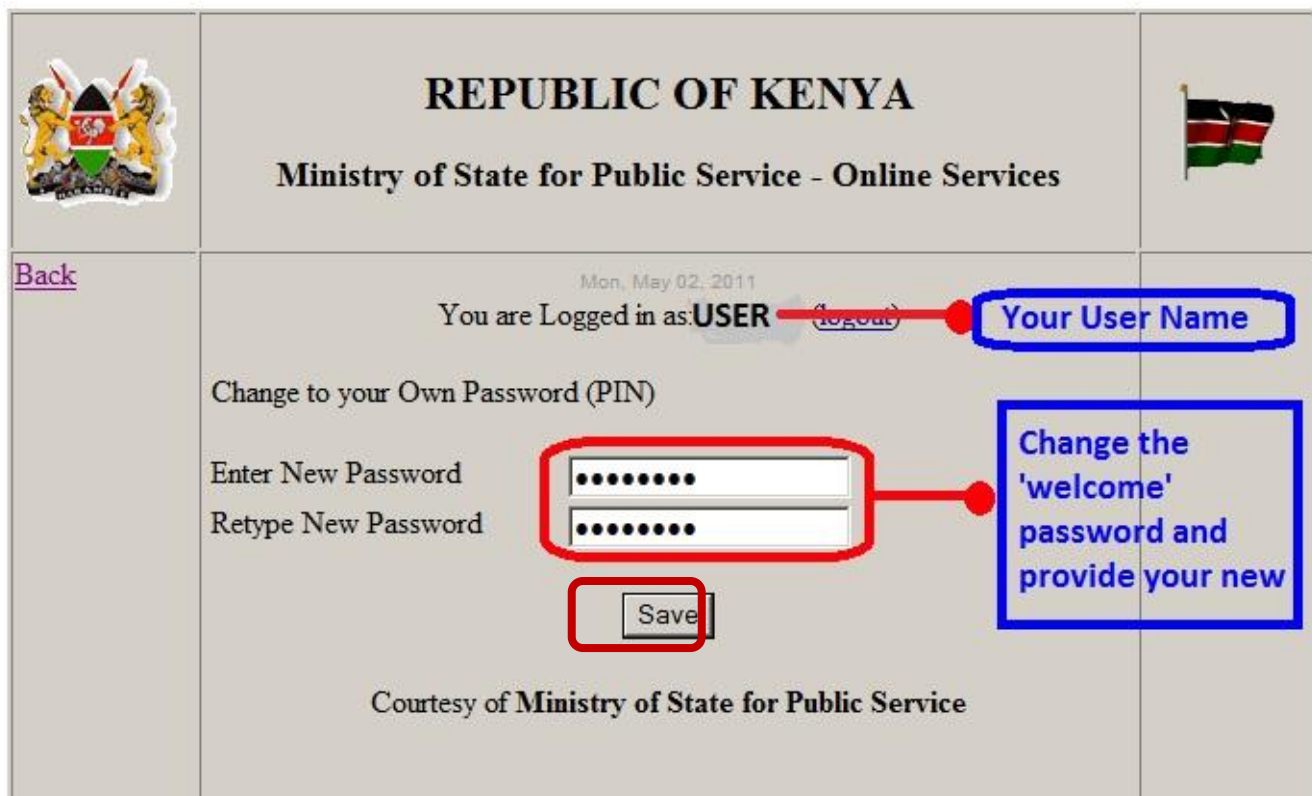 REPUBLIC OF KENYA
Ministry of State for Public Service - Online Services
HARAMBEE
Back
Mon, May 02, 2011
You are Logged in as:USER (logout)
Your User Name
Change to your Own Password (PIN)
Enter New Password
Retype New Password
Change the
'welcome'
password and
provide your new
Save
Courtesy of Ministry of State for Public Service